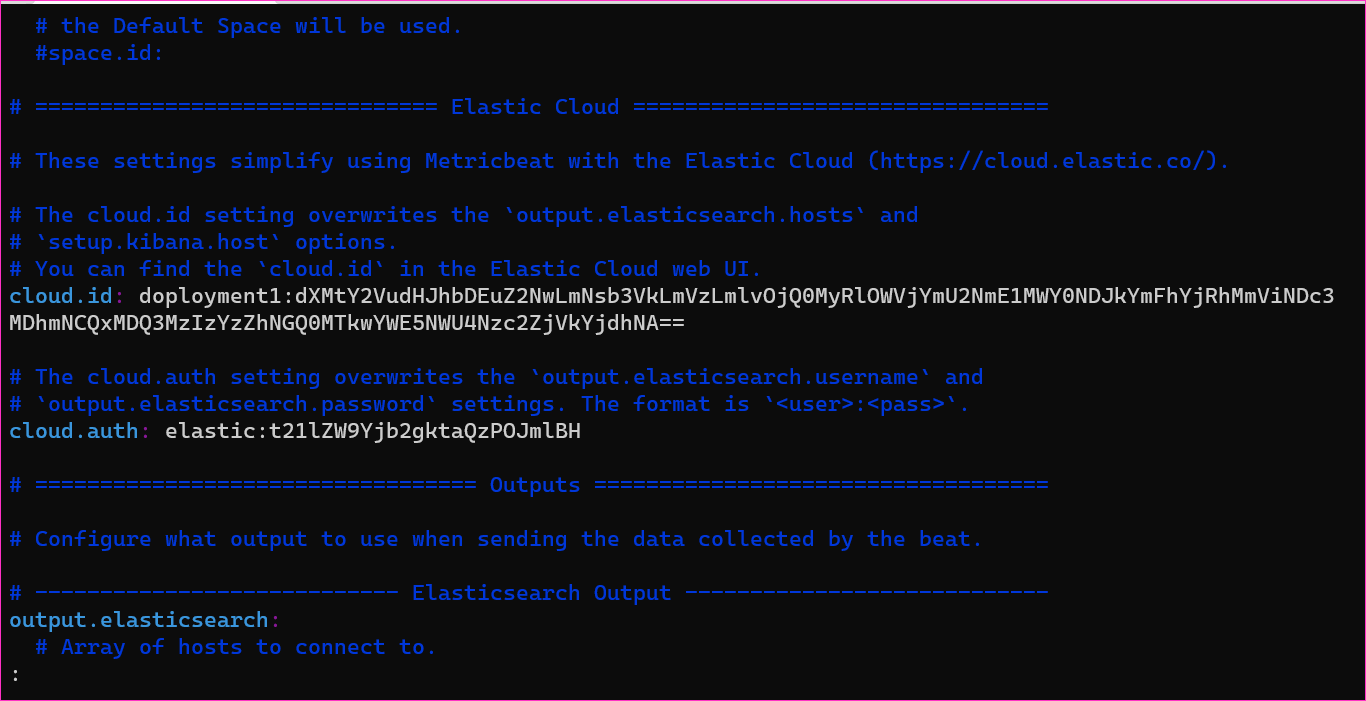 # the Default Space will be used.
#space.id:
# =============================== Elastic Cloud ================================
# These settings simplify using Metricbeat with the Elastic Cloud (https://cloud.elastic.co/).
# The cloud.id setting overwrites the `output.elasticsearch.hosts` and
# `setup.kibana.host` options.
# You can find the `cloud.id` in the Elastic Cloud web UI.
cloud.id: doployment1:dXMtY2VudHJhbDEuZ2NwLmNsb3VkLmVzLmlvOjQ0MyRlOWVjYmU2NmE1MWY0NDJkYmFhYjRhMmViNDc3
MDhmNCQxMDQ3MzIzYzZhNGQ0MTkwYWE5NWU4Nzc2ZjVkYjdhNA==
# The cloud.auth setting overwrites the `output.elasticsearch.username` and
# `output.elasticsearch.password` settings. The format is `<user>:<pass>`.
cloud.auth: elastic:t21lZW9Yjb2gktaQzPOJmlBH
# ================================== Outputs ===================================
# Configure what output to use when sending the data collected by the beat.
# ---------------------------- Elasticsearch Output ----------------------------
output.elasticsearch:
# Array of hosts to connect to.
: